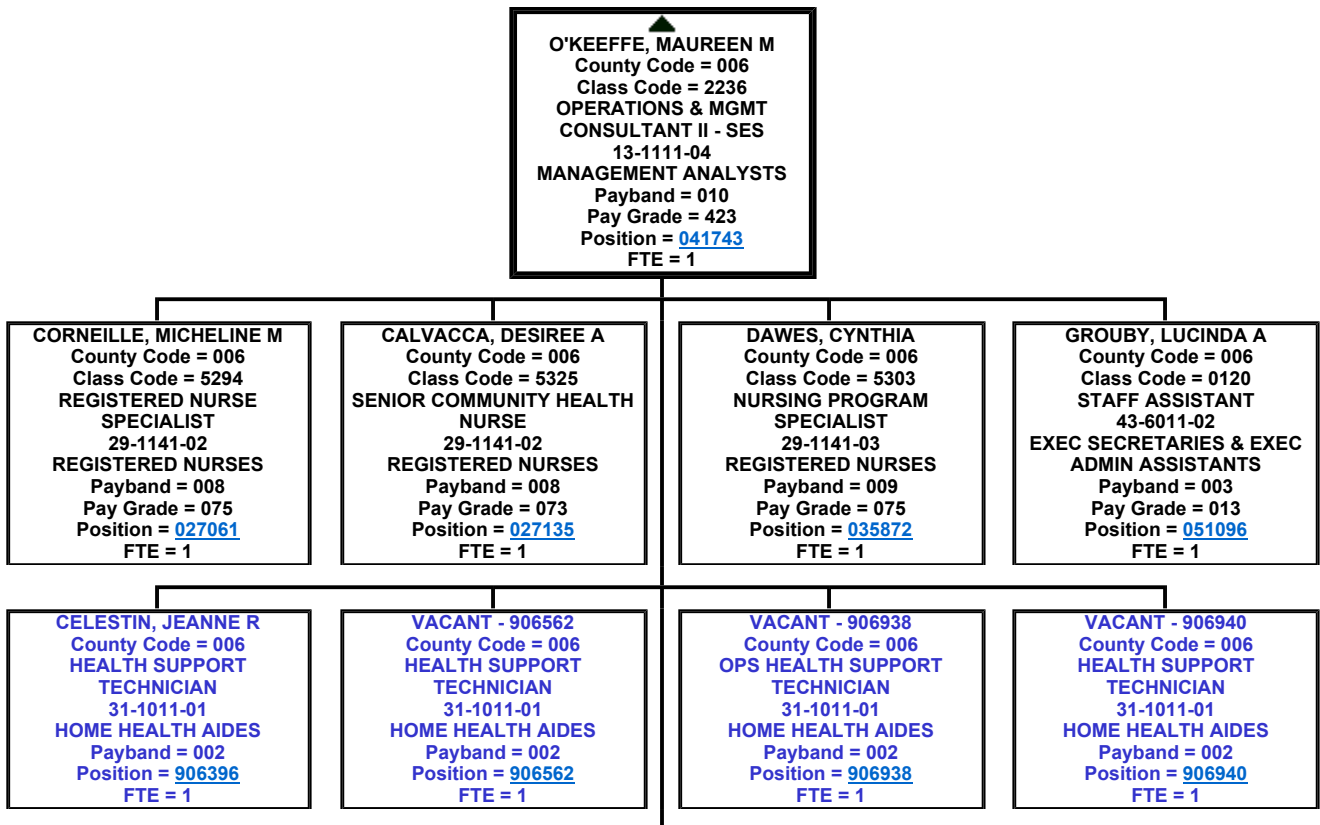 O'KEEFFE, MAUREEN M
County Code = 006
Class Code = 2236
OPERATIONS & MGMT
CONSULTANT II - SES
13-1111-04
MANAGEMENT ANALYSTS
Payband = 010
Pay Grade = 423
Position = 041743
FTE = 1
CORNEILLE, MICHELINE M
County Code = 006
Class Code = 5294
REGISTERED NURSE
SPECIALIST
29-1141-02
REGISTERED NURSES
Payband = 008
Pay Grade = 075
Position = 027061
FTE = 1
CALVACCA, DESIREE A
County Code = 006
Class Code = 5325
SENIOR COMMUNITY HEALTH
NURSE
29-1141-02
REGISTERED NURSES
Payband = 008
Pay Grade = 073
Position = 027135
FTE = 1
DAWES, CYNTHIA
County Code = 006
Class Code = 5303
NURSING PROGRAM
SPECIALIST
29-1141-03
REGISTERED NURSES
Payband = 009
Pay Grade = 075
Position = 035872
FTE = 1
GROUBY, LUCINDA A
County Code = 006
Class Code = 0120
STAFF ASSISTANT
43-6011-02
EXEC SECRETARIES & EXEC
ADMIN ASSISTANTS
Payband = 003
Pay Grade = 013
Position = 051096
FTE = 1
CELESTIN, JEANNE R
County Code = 006
HEALTH SUPPORT
TECHNICIAN
31-1011-01
HOME HEALTH AIDES
Payband = 002
Position = 906396
FTE = 1
VACANT - 906562
County Code = 006
HEALTH SUPPORT
TECHNICIAN
31-1011-01
HOME HEALTH AIDES
Payband = 002
Position = 906562
FTE = 1
VACANT - 906938
County Code = 006
OPS HEALTH SUPPORT
TECHNICIAN
31-1011-01
HOME HEALTH AIDES
Payband = 002
Position = 906938
FTE = 1
VACANT - 906940
County Code = 006
HEALTH SUPPORT
TECHNICIAN
31-1011-01
HOME HEALTH AIDES
Payband = 002
Position = 906940
FTE = 1